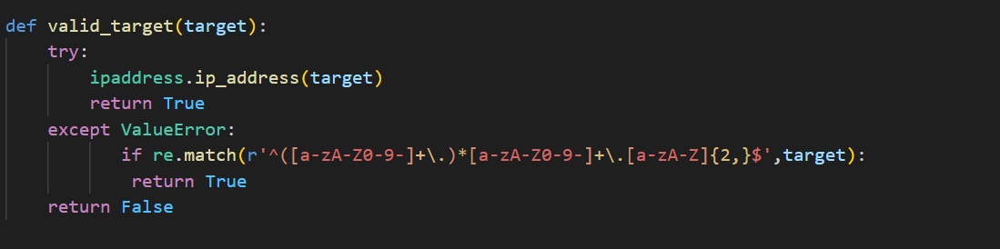 def valid_target(target):
    try:
        ipaddress.ip_address(target)
        return True
    except ValueError:
           if re.match(r'^([a-zA-Z0-9-]+\.)*[a-zA-Z0-9-]+\.[a-zA-Z]{2,}$',target):
            return True
    return False